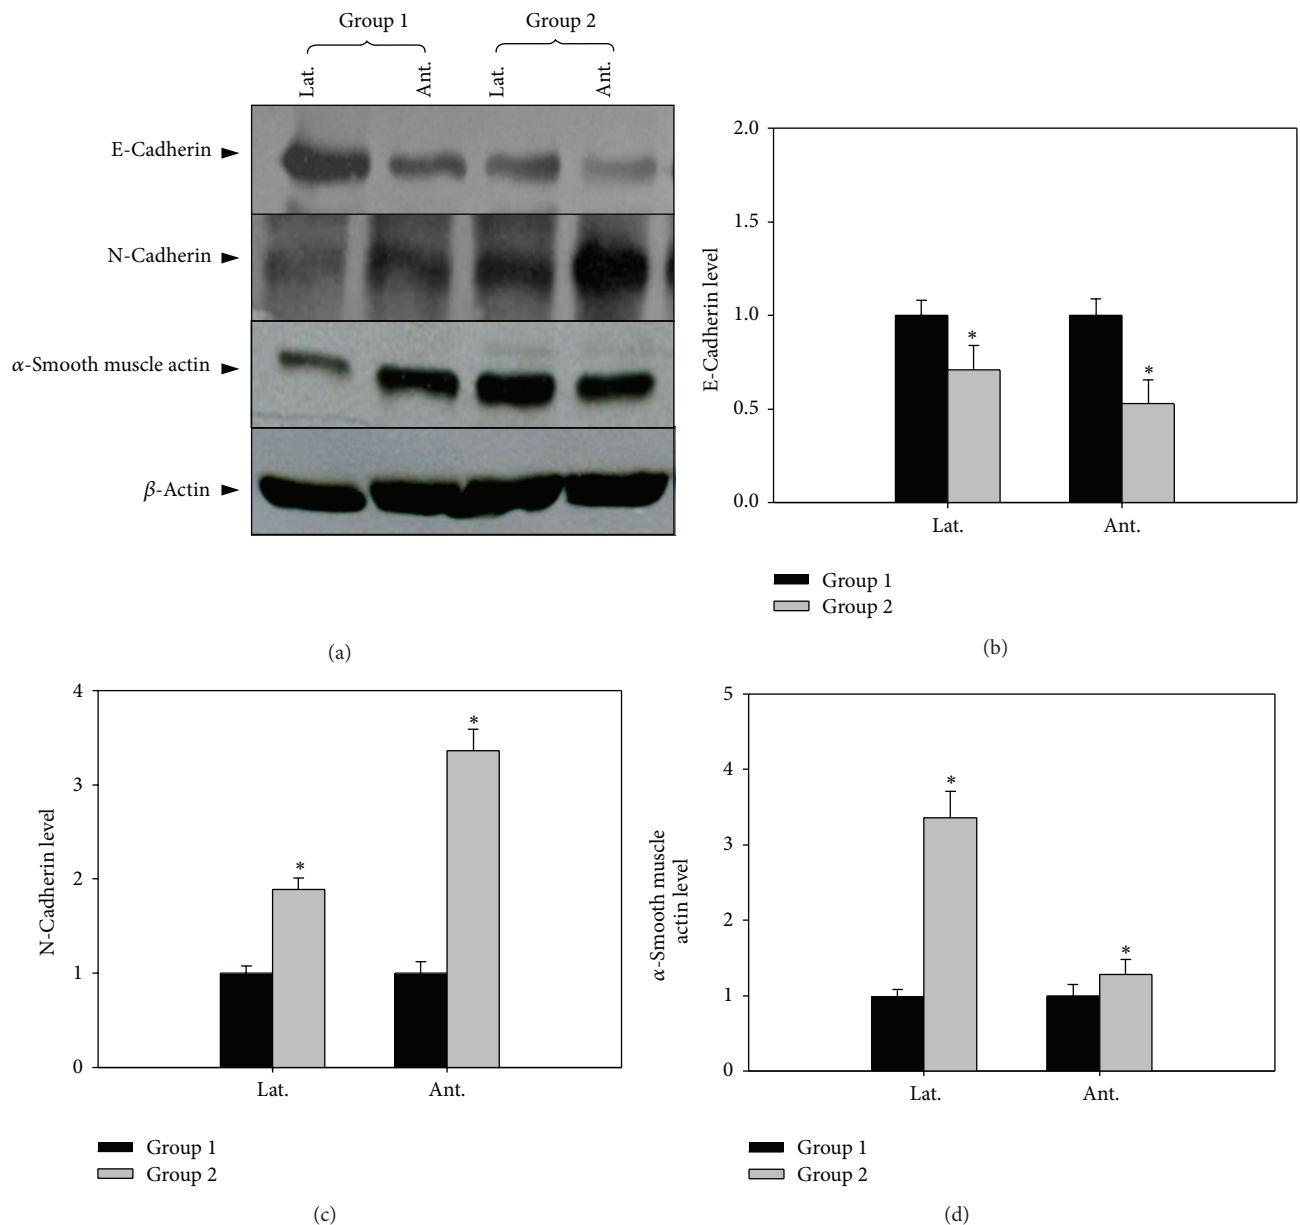 Group 1
Group 2
Lat.
Ant.
Lat.
Ant.
E-Cadherin
N-Cadherin
α-Smooth muscle actin
β-Actin
(a)
2.0
1.5
1.0
0.5
0.0
E-Cadherin level
*
*
Lat.
Ant.
Group 1
Group 2
(b)
4
3
2
1
0
N-Cadherin level
*
*
Lat.
Ant.
Group 1
Group 2
(c)
5
4
3
2
1
0
α-Smooth muscle
actin level
*
*
Lat.
Ant.
Group 1
Group 2
(d)